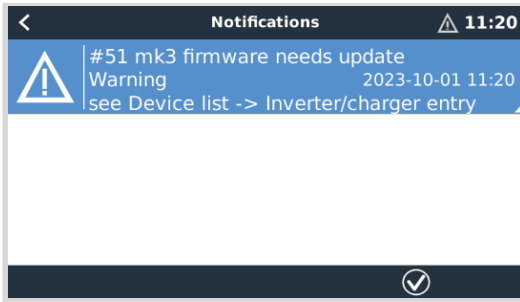 Notifications
11:20
#51 mk3 firmware needs update
Warning 2023-10-01 11:20
see Device list -> Inverter/charger entry